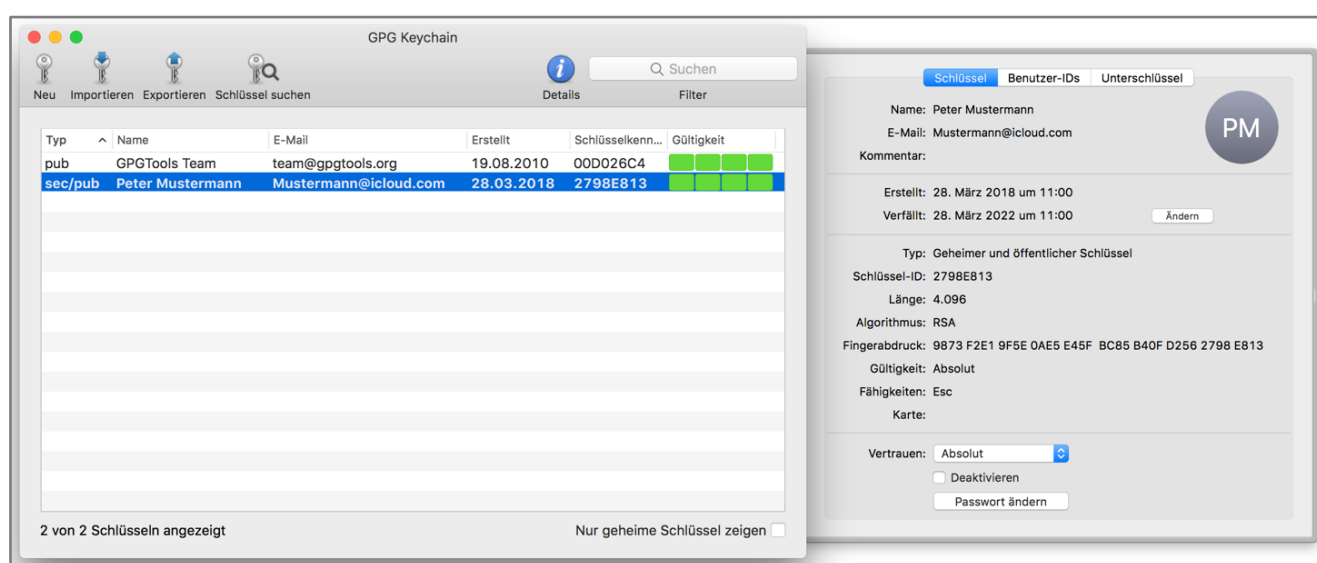 GPG Keychain
Neu Importieren Exportieren Schlüssel suchen Details Suchen Filter
Typ Name E-Mail Erstellt Schlüsselkenn... Gültigkeit
pub GPGTools Team team@gpgtools.org 19.08.2010 00D026C4
sec/pub Peter Mustermann Mustermann@icloud.com 28.03.2018 2798E813
2 von 2 Schlüsseln angezeigt Nur geheime Schlüssel zeigen
Schlüssel Benutzer-IDs Unterschlüssel
Name: Peter Mustermann
E-Mail: Mustermann@icloud.com
PM
Kommentar:
Erstellt: 28. März 2018 um 11:00
Verfällt: 28. März 2022 um 11:00 Ändern
Typ: Geheimer und öffentlicher Schlüssel
Schlüssel-ID: 2798E813
Länge: 4.096
Algorithmus: RSA
Fingerabdruck: 9873 F2E1 9F5E 0AE5 E45F BC85 B40F D256 2798 E813
Gültigkeit: Absolut
Fähigkeiten: Esc
Karte:
Vertrauen: Absolut
Deaktivieren
Passwort ändern